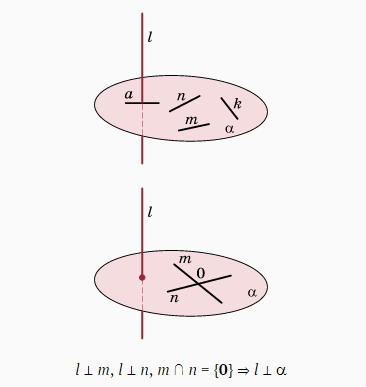 l
a
n
k
m
α
l
m
0
n
α
l ⊥ m, l ⊥ n, m ∩ n = {0} ⇒ l ⊥ α